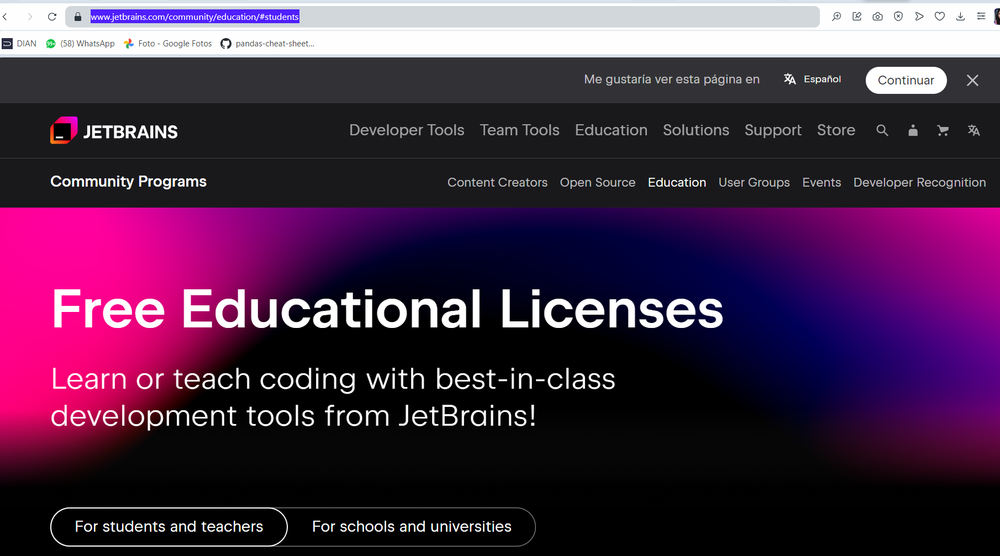 www.jetbrains.com/community/education/#students
DIAN 99+ (58) WhatsApp Foto - Google Fotos pandas-cheat-sheet...
Me gustaría ver esta página en Español Continuar
JETBRAINS Developer Tools Team Tools Education Solutions Support Store
Community Programs Content Creators Open Source Education User Groups Events Developer Recognition
Free Educational Licenses
Learn or teach coding with best-in-class
development tools from JetBrains!
For students and teachers For schools and universities